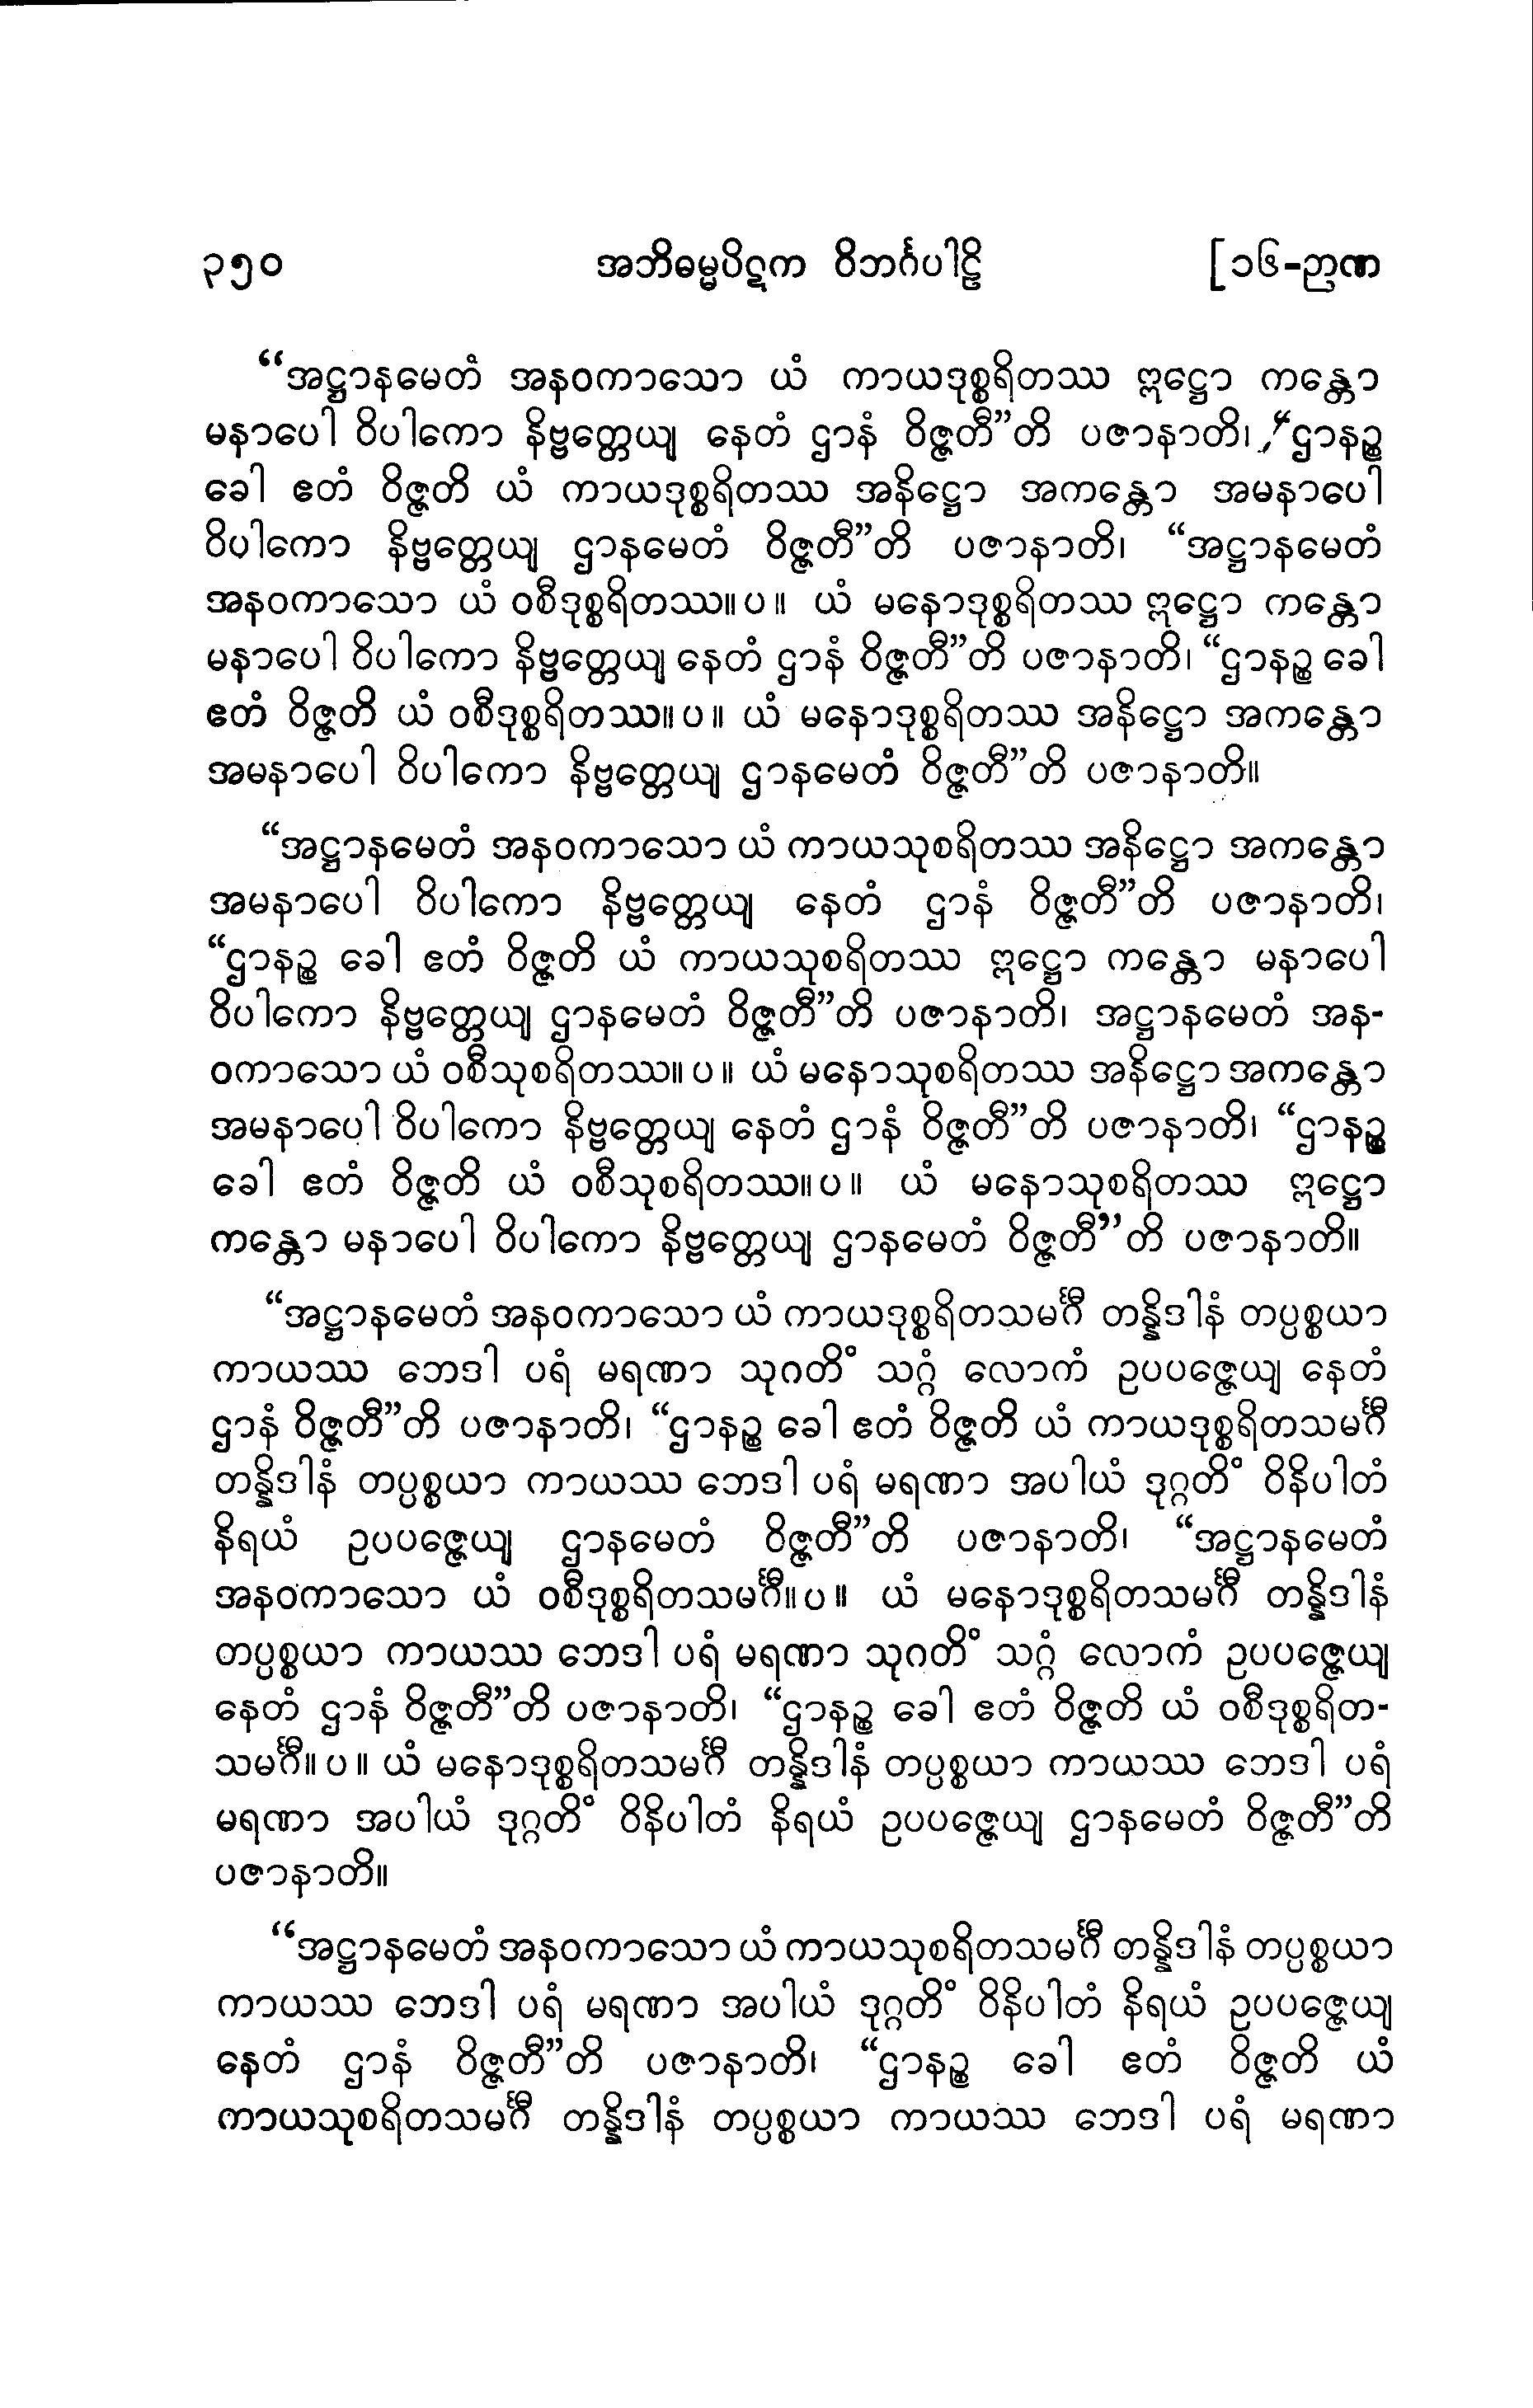 ၃၅၀ အဘိဓမ္မပိဋက ဝိဘင်္ဂပါဠိ [၁၆-ဉာဏ
“အဋ္ဌာနမေတံ အနဝကာသော ယံ ကာယဒုစ္စရိတဿ ဣဋ္ဌော ကန္တော
မနာပေါ ဝိပါကော နိဗ္ဗတ္တေယျ နေတံ ဌာနံ ဝိဇ္ဇတီ”တိ ပဇာနာတိ၊ “ဌာနဉ္စ
ခေါ ဧတံ ဝိဇ္ဇတိ ယံ ကာယဒုစ္စရိတဿ အနိဋ္ဌော အကန္တော အမနာပေါ
ဝိပါကော နိဗ္ဗတ္တေယျ ဌာနမေတံ ဝိဇ္ဇတီ”တိ ပဇာနာတိ၊ “အဋ္ဌာနမေတံ
အနဝကာသော ယံ ဝစီဒုစ္စရိတဿ။ပ။ ယံ မနောဒုစ္စရိတဿ ဣဋ္ဌော ကန္တော
မနာပေါ ဝိပါကော နိဗ္ဗတ္တေယျ နေတံ ဌာနံ ဝိဇ္ဇတီ”တိ ပဇာနာတိ၊ “ဌာနဉ္စ ခေါ
ဧတံ ဝိဇ္ဇတိ ယံ ဝစီဒုစ္စရိတဿ။ပ။ ယံ မနောဒုစ္စရိတဿ အနိဋ္ဌော အကန္တော
အမနာပေါ ဝိပါကော နိဗ္ဗတ္တေယျ ဌာနမေတံ ဝိဇ္ဇတီ”တိ ပဇာနာတိ။
“အဋ္ဌာနမေတံ အနဝကာသော ယံ ကာယသုစရိတဿ အနိဋ္ဌော အကန္တော
အမနာပေါ ဝိပါကော နိဗ္ဗတ္တေယျ နေတံ ဌာနံ ဝိဇ္ဇတီ”တိ ပဇာနာတိ၊
“ဌာနဉ္စ ခေါ ဧတံ ဝိဇ္ဇတိ ယံ ကာယသုစရိတဿ ဣဋ္ဌော ကန္တော မနာပေါ
ဝိပါကော နိဗ္ဗတ္တေယျ ဌာနမေတံ ဝိဇ္ဇတီ”တိ ပဇာနာတိ၊ အဋ္ဌာနမေတံ အန-
ဝကာသော ယံ ဝစီသုစရိတဿ။ပ။ ယံ မနောသုစရိတဿ အနိဋ္ဌော အကန္တော
အမနာပေါ ဝိပါကော နိဗ္ဗတ္တေယျ နေတံ ဌာနံ ဝိဇ္ဇတီ”တိ ပဇာနာတိ၊ “ဌာနဉ္စ
ခေါ ဧတံ ဝိဇ္ဇတိ ယံ ဝစီသုစရိတဿ။ပ။ ယံ မနောသုစရိတဿ ဣဋ္ဌော
ကန္တော မနာပေါ ဝိပါကော နိဗ္ဗတ္တေယျ ဌာနမေတံ ဝိဇ္ဇတီ”တိ ပဇာနာတိ။
“အဋ္ဌာနမေတံ အနဝကာသော ယံ ကာယဒုစ္စရိတသမင်္ဂီ တန္နိဒါနံ တပ္ပစ္စယာ
ကာယဿ ဘေဒါ ပရံ မရဏာ သုဂတိံ သဂ္ဂံ လောကံ ဥပပဇ္ဇေယျ နေတံ
ဌာနံ ဝိဇ္ဇတီ”တိ ပဇာနာတိ၊ “ဌာနဉ္စ ခေါ ဧတံ ဝိဇ္ဇတိ ယံ ကာယဒုစ္စရိတသမင်္ဂီ
တန္နိဒါနံ တပ္ပစ္စယာ ကာယဿ ဘေဒါ ပရံ မရဏာ အပါယံ ဒုဂ္ဂတိံ ဝိနိပါတံ
နိရယံ ဥပပဇ္ဇေယျ ဌာနမေတံ ဝိဇ္ဇတီ”တိ ပဇာနာတိ၊ “အဋ္ဌာနမေတံ
အနဝကာသော ယံ ဝစီဒုစ္စရိတသမင်္ဂီ။ပ။ ယံ မနောဒုစ္စရိတသမင်္ဂီ တန္နိဒါနံ
တပ္ပစ္စယာ ကာယဿ ဘေဒါ ပရံ မရဏာ သုဂတိံ သဂ္ဂံ လောကံ ဥပပဇ္ဇေယျ
နေတံ ဌာနံ ဝိဇ္ဇတီ”တိ ပဇာနာတိ၊ “ဌာနဉ္စ ခေါ ဧတံ ဝိဇ္ဇတိ ယံ ဝစီဒုစ္စရိတ-
သမင်္ဂီ။ပ။ ယံ မနောဒုစ္စရိတသမင်္ဂီ တန္နိဒါနံ တပ္ပစ္စယာ ကာယဿ ဘေဒါ ပရံ
မရဏာ အပါယံ ဒုဂ္ဂတိံ ဝိနိပါတံ နိရယံ ဥပပဇ္ဇေယျ ဌာနမေတံ ဝိဇ္ဇတီ”တိ
ပဇာနာတိ။
“အဋ္ဌာနမေတံ အနဝကာသော ယံ ကာယသုစရိတသမင်္ဂီ တန္နိဒါနံ တပ္ပစ္စယာ
ကာယဿ ဘေဒါ ပရံ မရဏာ အပါယံ ဒုဂ္ဂတိံ ဝိနိပါတံ နိရယံ ဥပပဇ္ဇေယျ
နေတံ ဌာနံ ဝိဇ္ဇတီ”တိ ပဇာနာတိ၊ “ဌာနဉ္စ ခေါ ဧတံ ဝိဇ္ဇတိ ယံ
ကာယသုစရိတသမင်္ဂီ တန္နိဒါနံ တပ္ပစ္စယာ ကာယဿ ဘေဒါ ပရံ မရဏာ